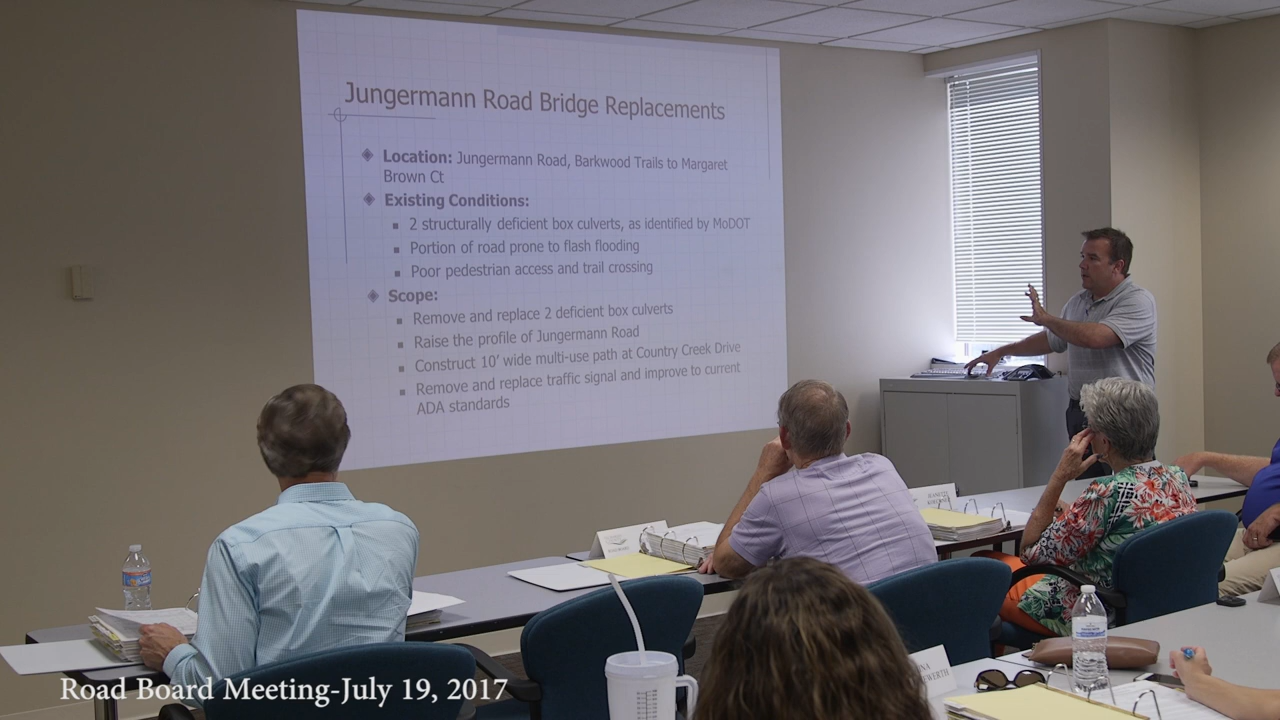 Jungermann Road Bridge Replacements
Location: Jungermann Road, Barkwood Trails to Margaret
Brown Ct
Existing Conditions:
2 structurally deficient box culverts, as identified by MoDOT
Portion of road prone to flash flooding
Poor pedestrian access and trail crossing
Scope:
Remove and replace 2 deficient box culverts
Raise the profile of Jungermann Road
Construct 10' wide multi-use path at Country Creek Drive
Remove and replace traffic signal and improve to current
ADA standards
Road Board Meeting-July 19, 2017